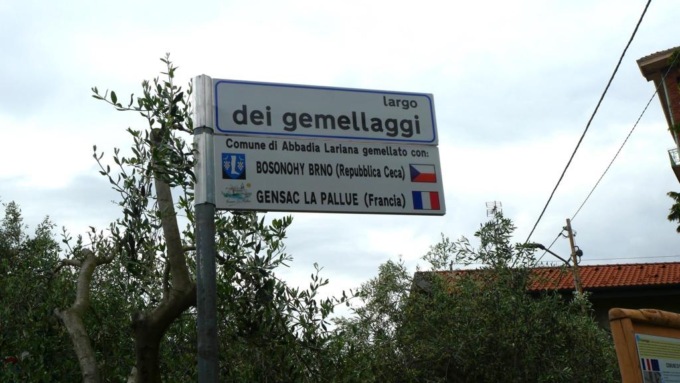 largo
dei gemellaggi
Comune di Abbadia Lariana gemellato con:
BOSONOHY BRNO (Repubblica Ceca)
GENSAC LA PALLUE (Francia)